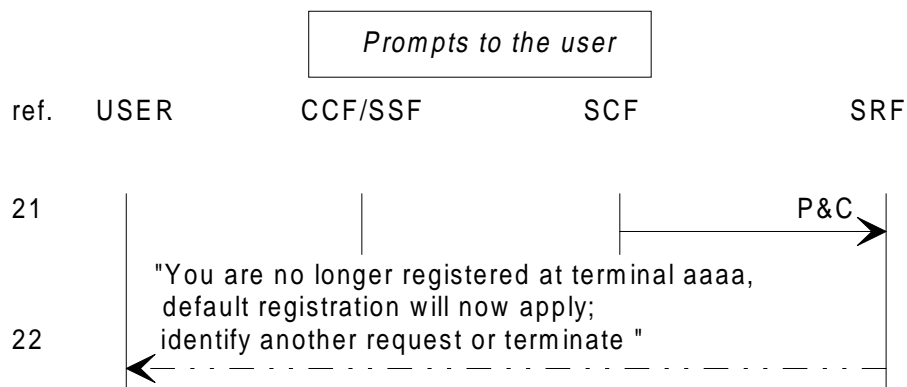 Prompts to the user
ref. USER CCF/SSF SCF SRF
21 P&C
"You are no longer registered at terminal aaaa,
default registration will now apply;
22 identify another request or terminate "